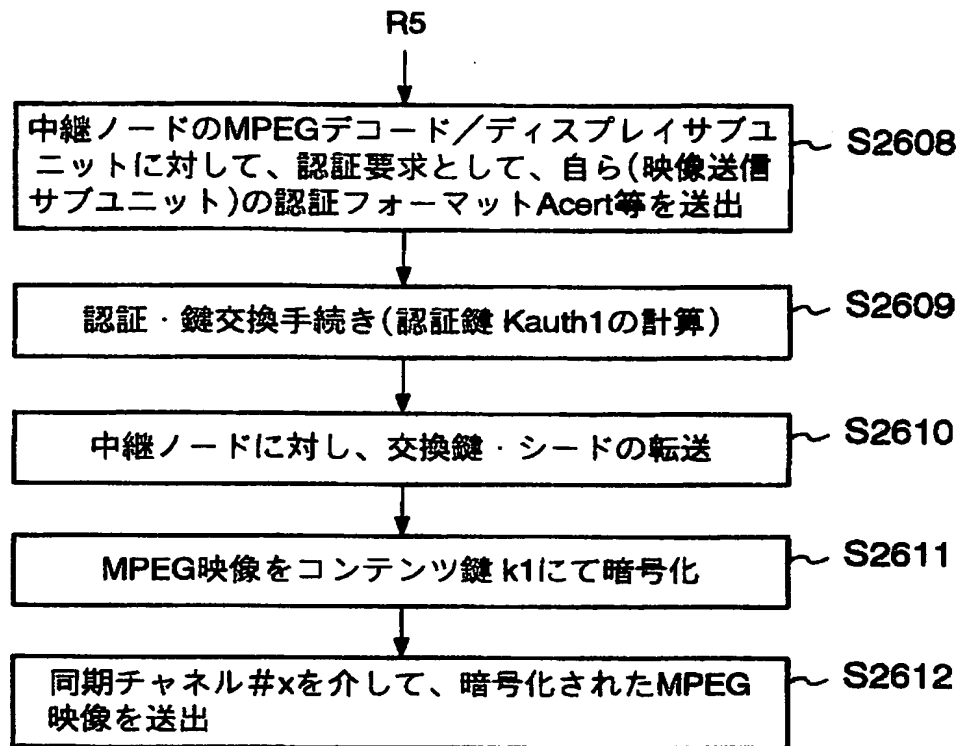 R5
中継ノードのMPEGデコード／ディスプレイサブユ
ニットに対して、認証要求として、自ら(映像送信
サブユニット)の認証フォーマットAcert等を送出
S2608
認証・鍵交換手続き(認証鍵 Kauth1の計算)
S2609
中継ノードに対し、交換鍵・シードの転送
S2610
MPEG映像をコンテンツ鍵 k1にて暗号化
S2611
同期チャネル＃xを介して、暗号化されたMPEG
映像を送出
S2612